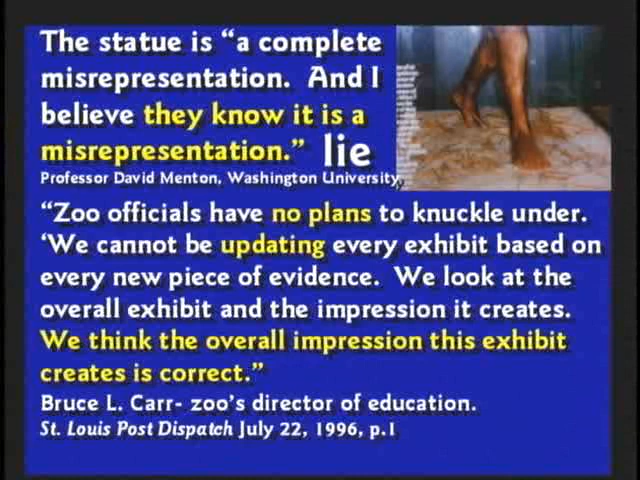 The statue is “a complete
misrepresentation. And I
believe they know it is a
misrepresentation.” lie
Professor David Menton, Washington University,
“Zoo officials have no plans to knuckle under.
‘We cannot be updating every exhibit based on
every new piece of evidence. We look at the
overall exhibit and the impression it creates.
We think the overall impression this exhibit
creates is correct.”
Bruce L. Carr- zoo’s director of education.
St. Louis Post Dispatch July 22, 1996, p.1